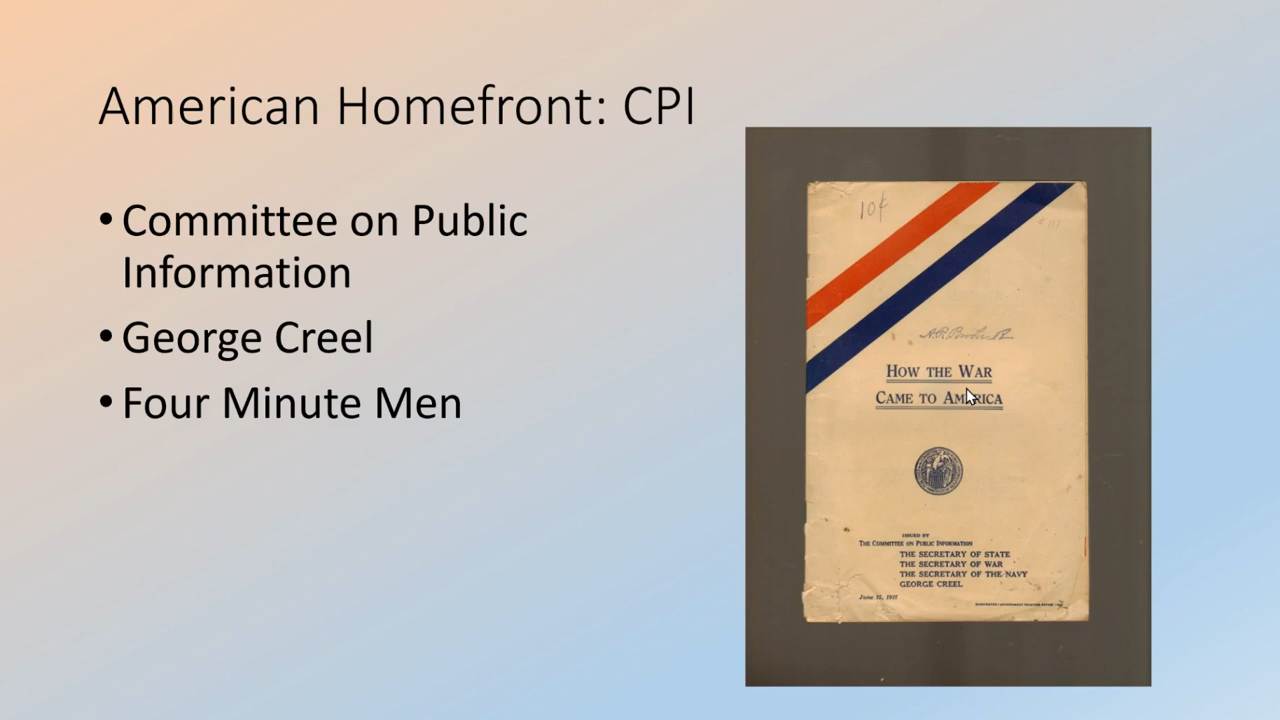 American Homefront: CPI
• Committee on Public
Information
• George Creel
• Four Minute Men
10¢
HOW THE WAR
CAME TO AMERICA
ISSUED BY
THE COMMITTEE ON PUBLIC INFORMATION
THE SECRETARY OF STATE
THE SECRETARY OF WAR
THE SECRETARY OF THE NAVY
GEORGE CREEL
June 15, 1917